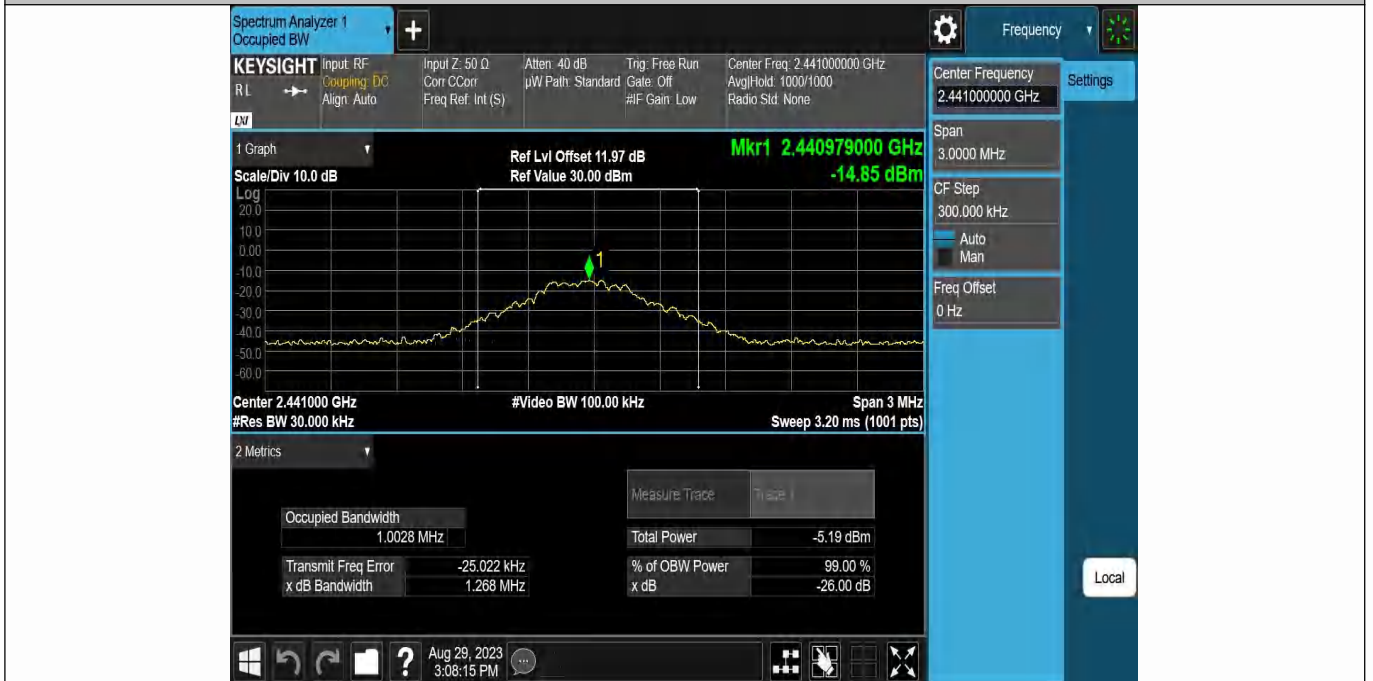 Spectrum Analyzer 1
Occupied BW
+
Frequency
KEYSIGHT
R L
LXI
Input: RF
Coupling: DC
Align: Auto
Input Z: 50 Ω
Corr CCorr
Freq Ref: Int (S)
Atten: 40 dB
µW Path: Standard
Trig: Free Run
Gate: Off
#IF Gain: Low
Center Freq: 2.441000000 GHz
Avg|Hold: 1000/1000
Radio Std: None
Center Frequency
2.441000000 GHz
Settings
Span
3.0000 MHz
CF Step
300.000 kHz
Auto
Man
Freq Offset
0 Hz
Local
1 Graph
Scale/Div 10.0 dB
Ref Lvl Offset 11.97 dB
Ref Value 30.00 dBm
Mkr1 2.440979000 GHz
-14.85 dBm
Log
20.0
10.0
0.00
-10.0
-20.0
-30.0
-40.0
-50.0
-60.0
1
Center 2.441000 GHz
#Res BW 30.000 kHz
#Video BW 100.00 kHz
Span 3 MHz
Sweep 3.20 ms (1001 pts)
2 Metrics
Measure Trace Trace 1
Occupied Bandwidth
1.0028 MHz
Total Power -5.19 dBm
Transmit Freq Error -25.022 kHz
% of OBW Power 99.00 %
x dB Bandwidth 1.268 MHz
x dB -26.00 dB
?
Aug 29, 2023
3:08:15 PM